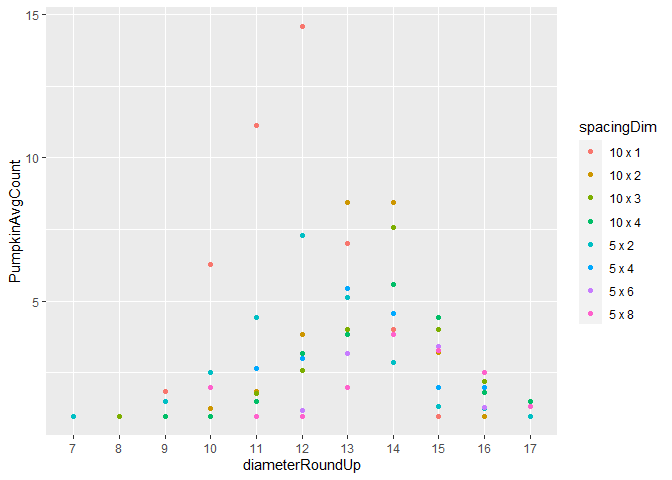 15
10
5
PumpkinAvgCount
7 8 9 10 11 12 13 14 15 16 17
diameterRoundUp
spacingDim
10 x 1
10 x 2
10 x 3
10 x 4
5 x 2
5 x 4
5 x 6
5 x 8